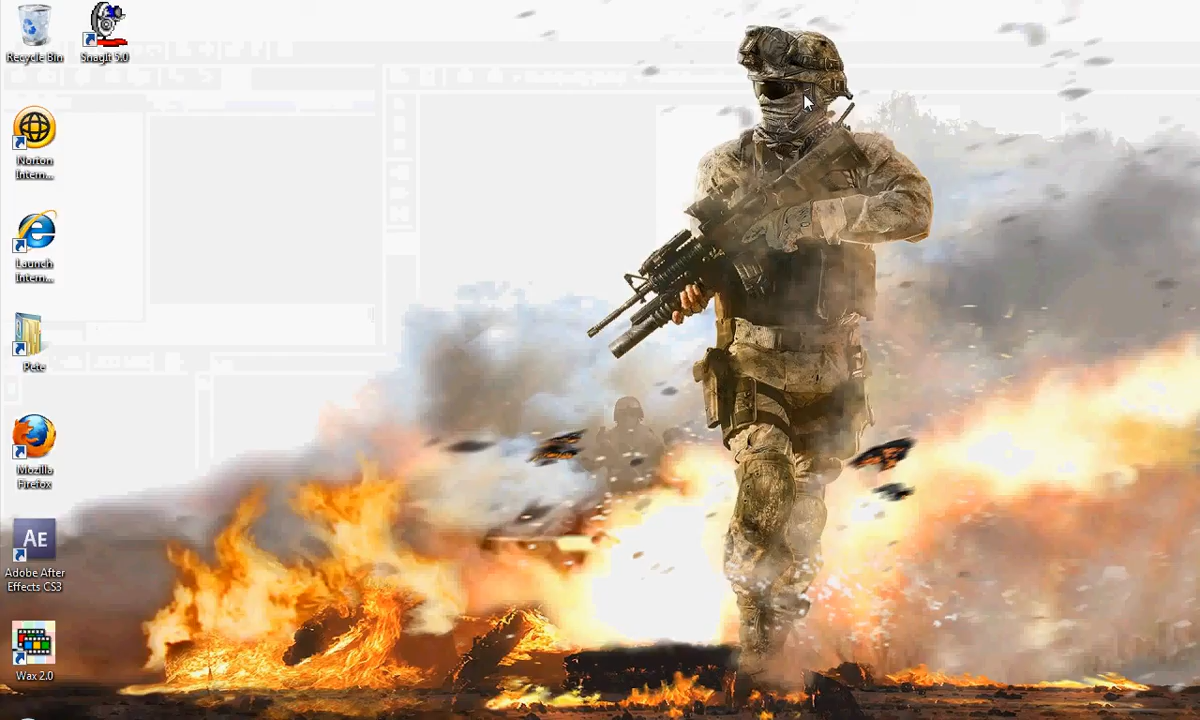 Recycle Bin
SnagIt 5.0
Norton
Intern...
Launch
Intern...
Pete
Mozilla
Firefox
AE
Adobe After
Effects CS3
Wax 2.0